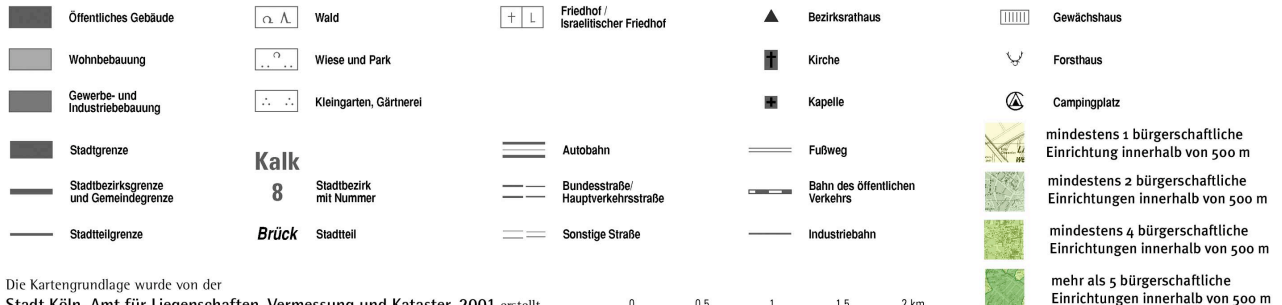 Öffentliches Gebäude
Wohnbebauung
Gewerbe- und
Industriebebauung
Stadtgrenze
Stadtbezirksgrenze
und Gemeindegrenze
Stadtteilgrenze
Wald
Wiese und Park
Kleingarten, Gärtnerei
Kalk
8
Stadtbezirk
mit Nummer
Brück
Stadtteil
L
Friedhof /
Israelitischer Friedhof
Autobahn
Bundesstraße/
Hauptverkehrsstraße
Sonstige Straße
Bezirksrathaus
Kirche
Kapelle
Fußweg
Bahn des öffentlichen
Verkehrs
Industriebahn
Gewächshaus
Forsthaus
Campingplatz
mindestens 1 bürgerschaftliche
Einrichtung innerhalb von 500 m
mindestens 2 bürgerschaftliche
Einrichtungen innerhalb von 500 m
mindestens 4 bürgerschaftliche
Einrichtungen innerhalb von 500 m
mehr als 5 bürgerschaftliche
Einrichtungen innerhalb von 500 m
Die Kartengrundlage wurde von der
Stadt Köln, Amt für Liegenschaften, Vermessung und Kataster, 2001 erstellt
0 0,5 1 1,5 2 km